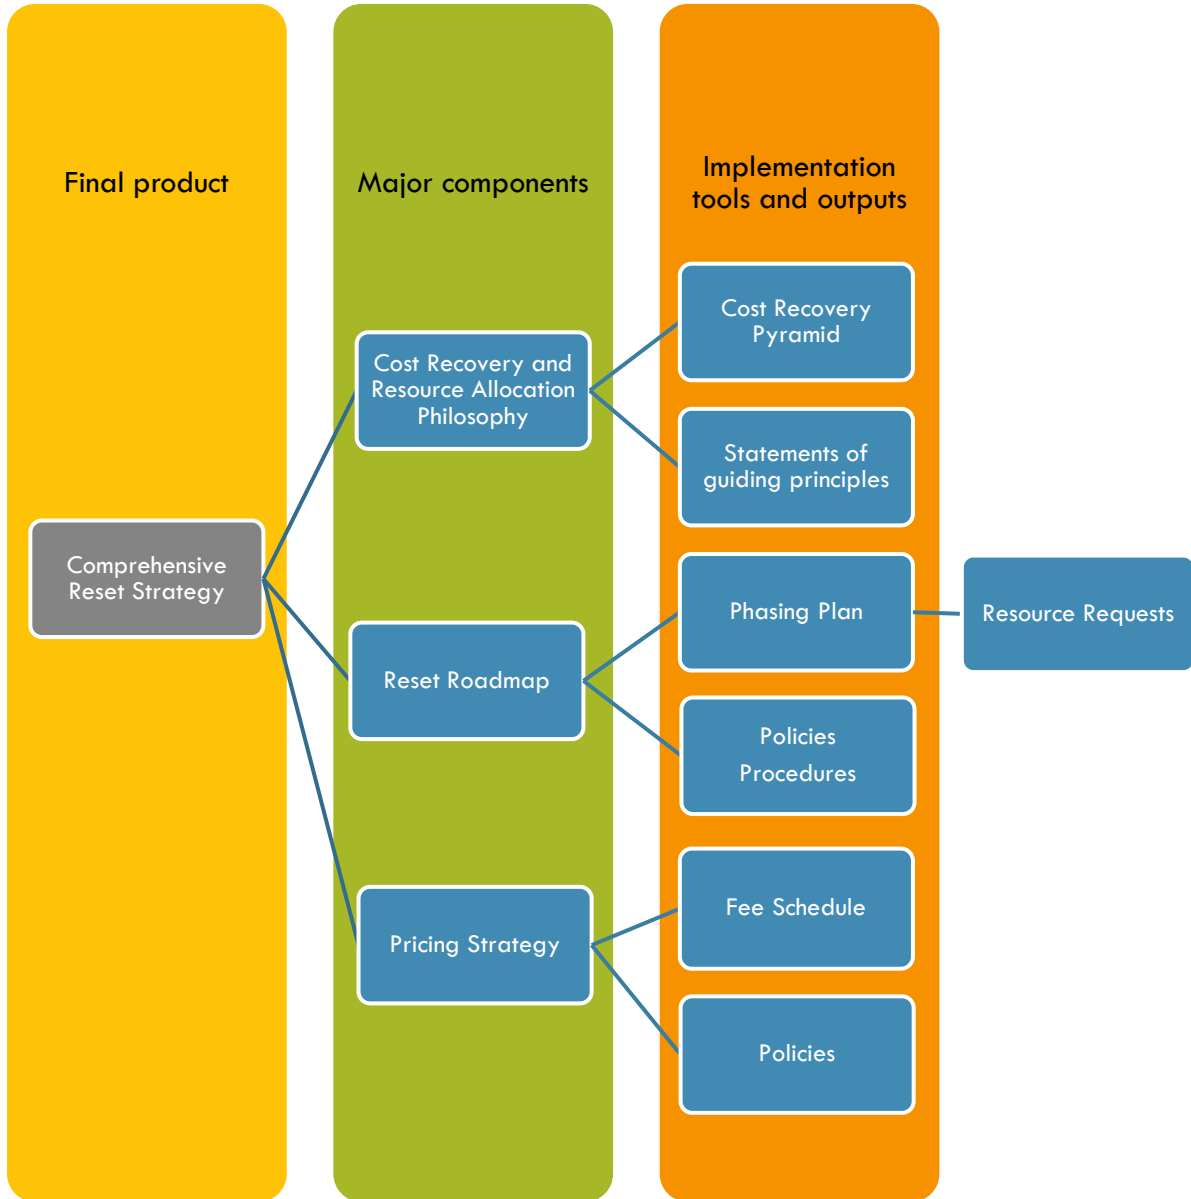 Final product
Major components
Implementation
tools and outputs
Comprehensive
Reset Strategy
Cost Recovery and
Resource Allocation
Philosophy
Reset Roadmap
Pricing Strategy
Cost Recovery
Pyramid
Statements of
guiding principles
Phasing Plan
Policies
Procedures
Fee Schedule
Policies
Resource Requests